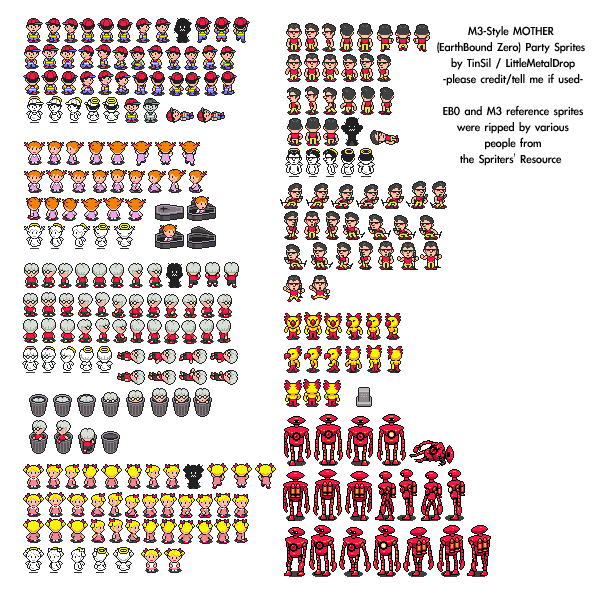 M3-Style MOTHER
(EarthBound Zero) Party Sprites
by TinSil / LittleMetalDrop
-please credit/tell me if used-
EB0 and M3 reference sprites
were ripped by various
people from
the Spriters' Resource